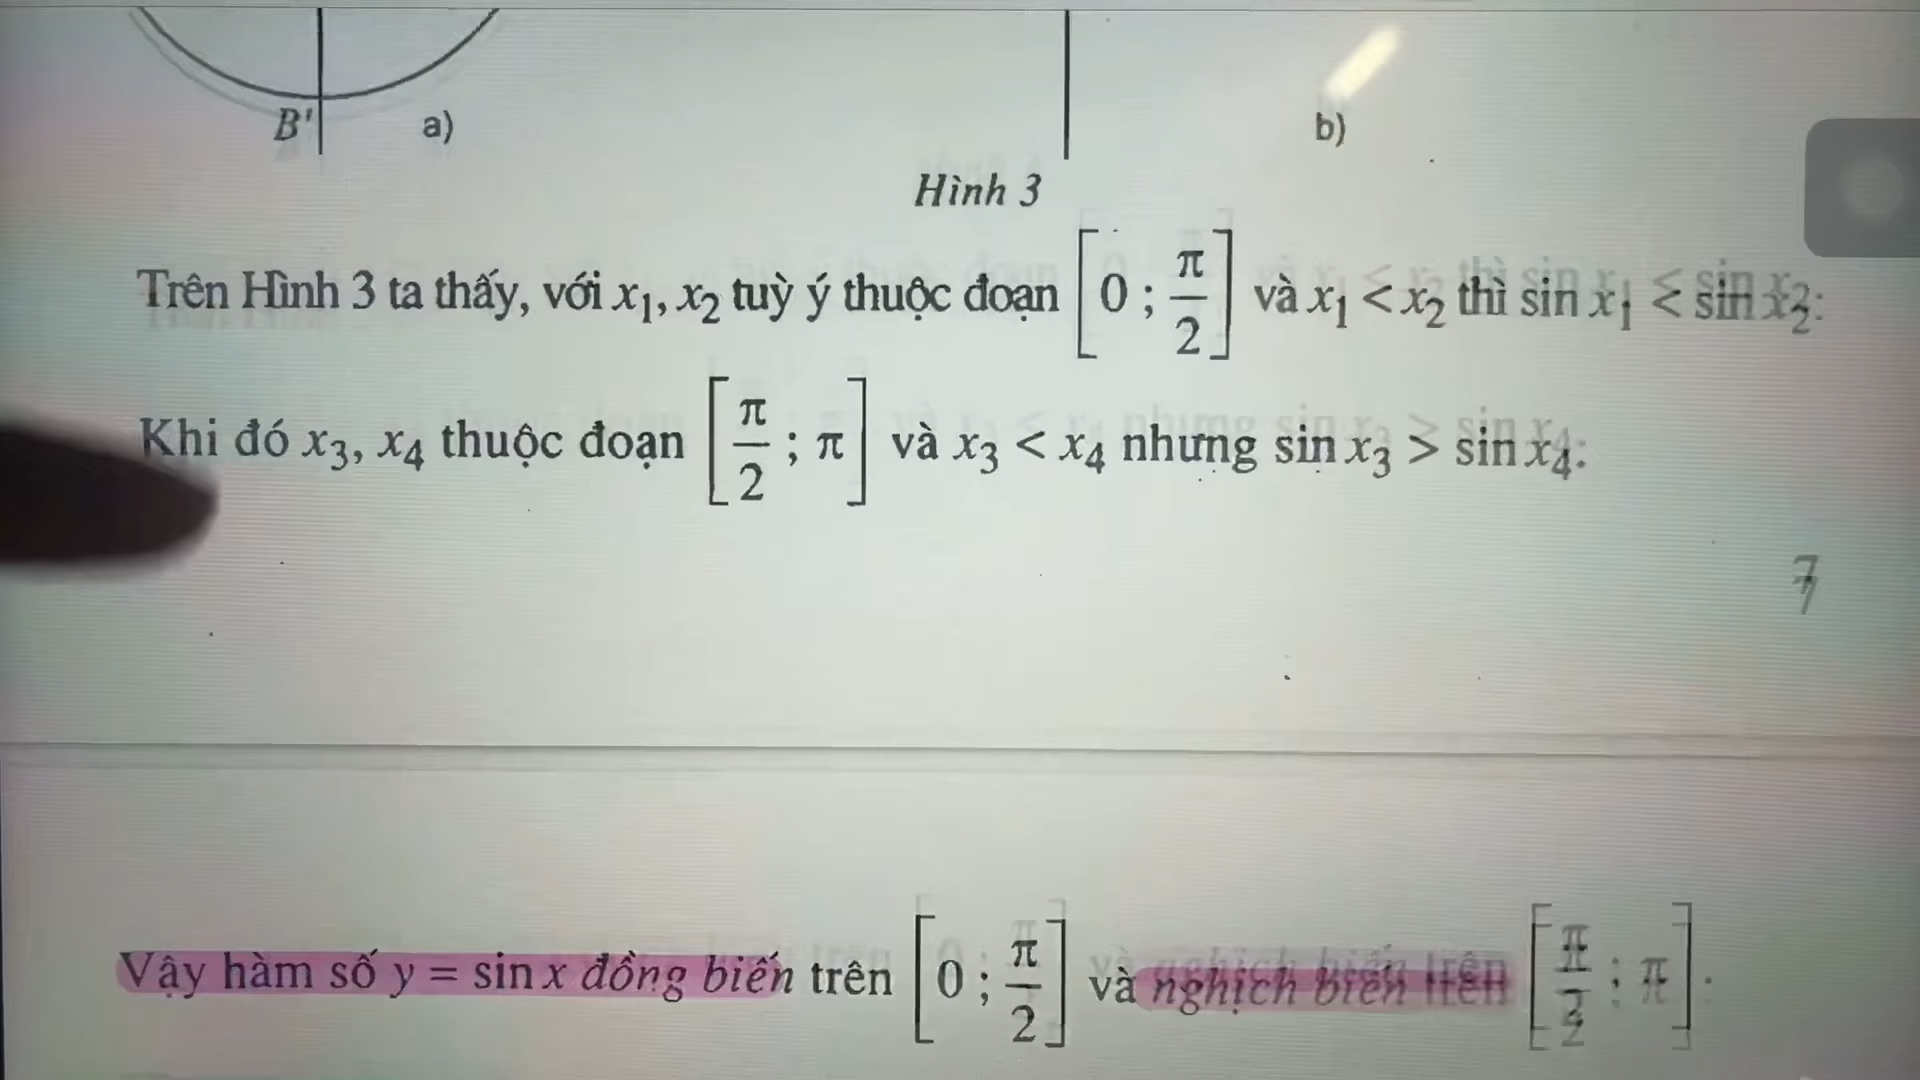 B' a) b)
Hình 3
Trên Hình 3 ta thấy, với x₁, x₂ tuỳ ý thuộc đoạn [0 ; π/2] và x₁ < x₂ thì sin x₁ < sin x₂.
Khi đó x₃, x₄ thuộc đoạn [π/2 ; π] và x₃ < x₄ nhưng sin x₃ > sin x₄.
7
Vậy hàm số y = sin x đồng biến trên [0 ; π/2] và nghịch biến trên [π/2 ; π].